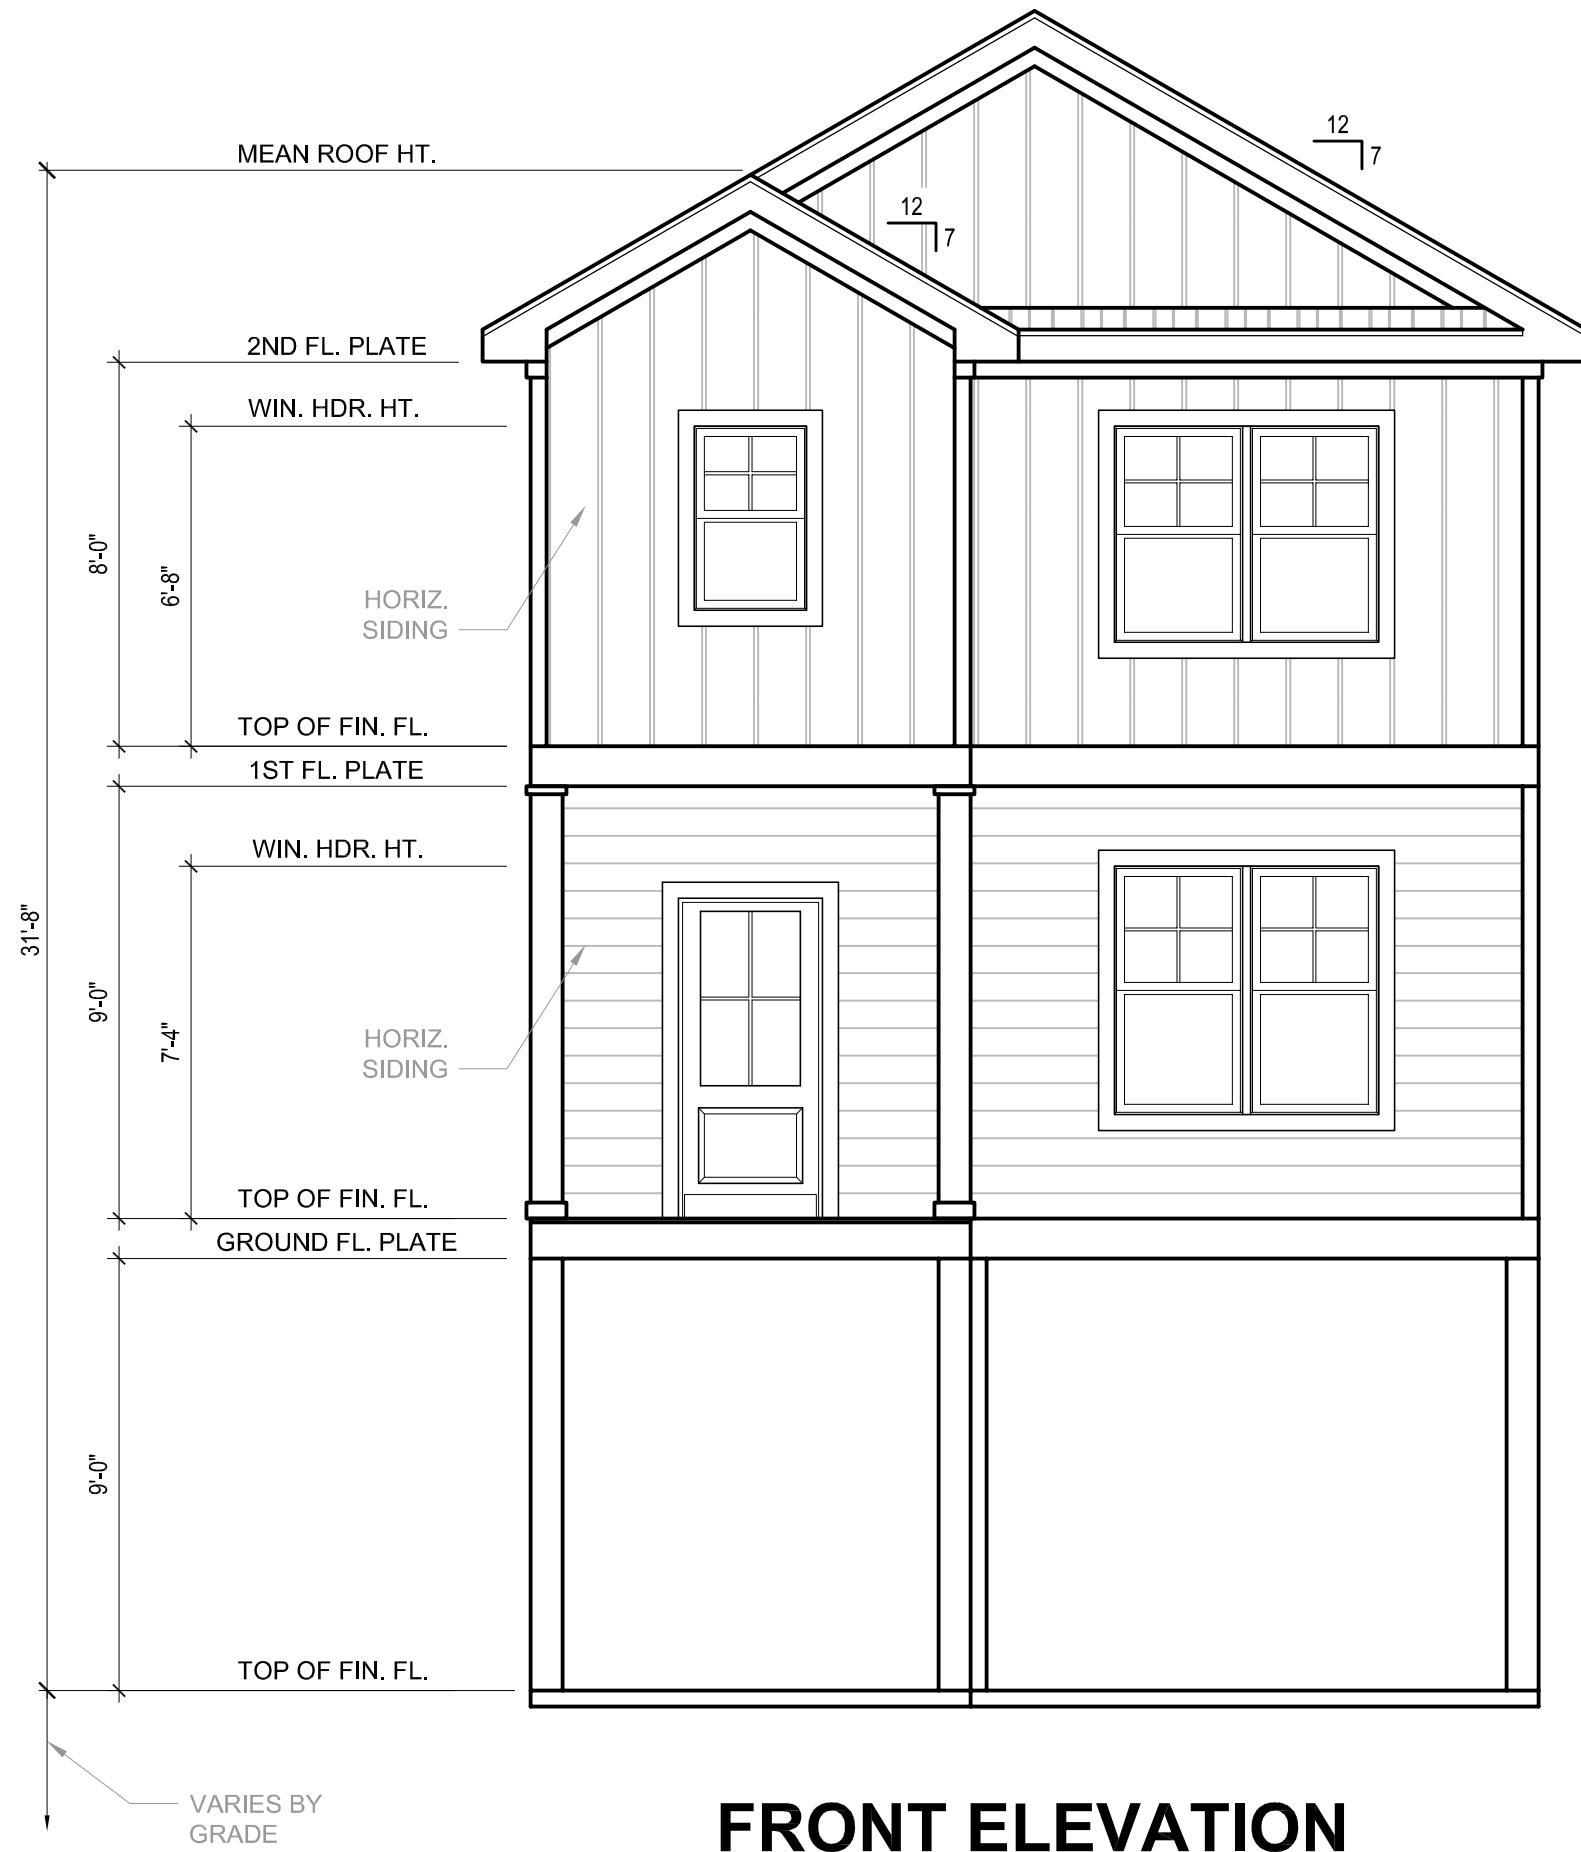 12
7
MEAN ROOF HT.
12
7
2ND FL. PLATE
WIN. HDR. HT.
8'-0"
6'-8"
HORIZ.
SIDING
TOP OF FIN. FL.
1ST FL. PLATE
WIN. HDR. HT.
31'-8"
9'-0"
7'-4"
HORIZ.
SIDING
TOP OF FIN. FL.
GROUND FL. PLATE
9'-0"
TOP OF FIN. FL.
VARIES BY
GRADE
FRONT ELEVATION